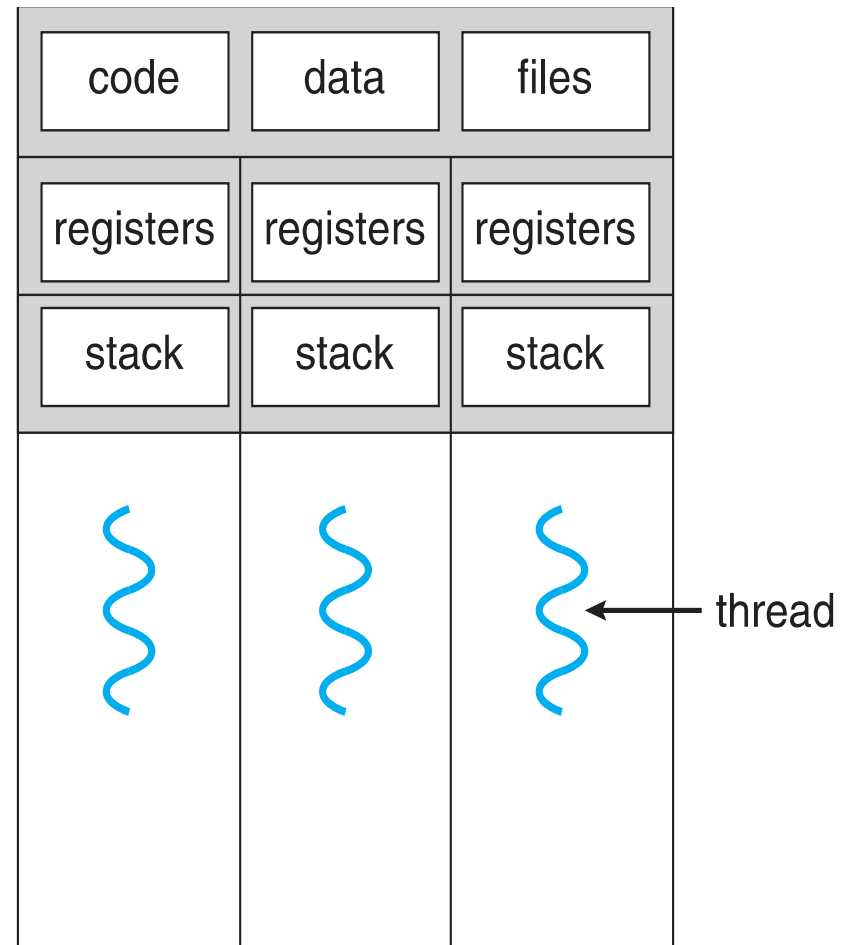 code data files
registers registers registers
stack stack stack
thread